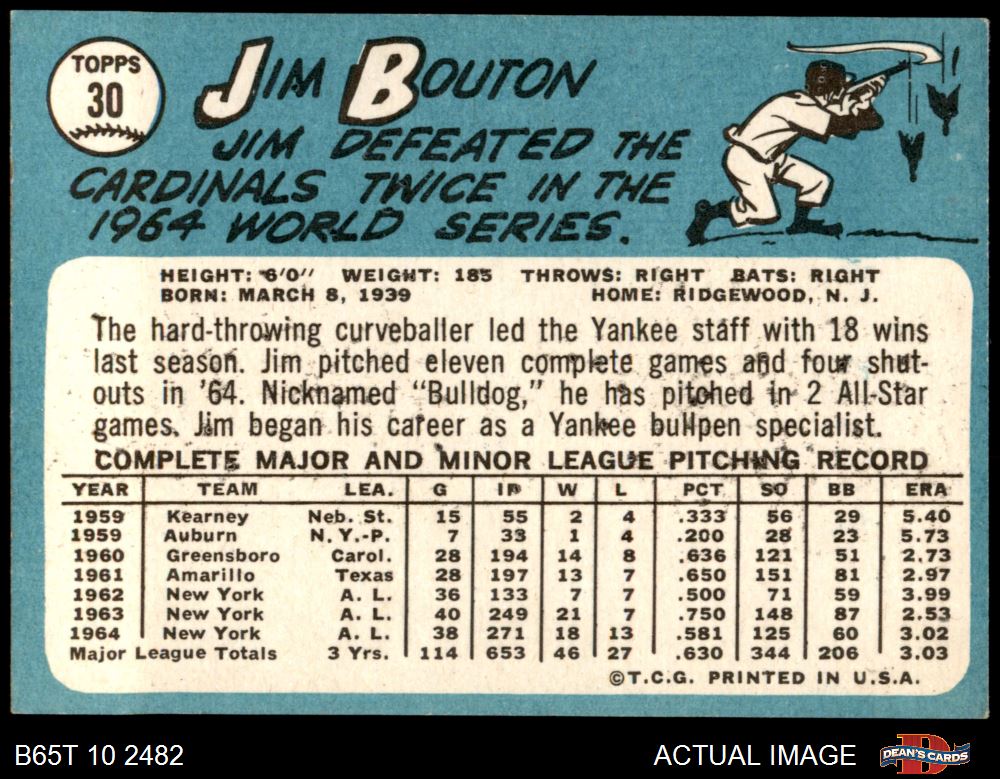 TOPPS
30
JIM BOUTON
JIM DEFEATED THE
CARDINALS TWICE IN THE
1964 WORLD SERIES.
HEIGHT: 6'0" WEIGHT: 185 THROWS: RIGHT BATS: RIGHT
BORN: MARCH 8, 1939 HOME: RIDGEWOOD, N. J.
The hard-throwing curveballer led the Yankee staff with 18 wins
last season. Jim pitched eleven complete games and four shut-
outs in '64. Nicknamed "Bulldog," he has pitched in 2 All-Star
games. Jim began his career as a Yankee bullpen specialist.
COMPLETE MAJOR AND MINOR LEAGUE PITCHING RECORD
YEAR TEAM LEA. G IP W L PCT SO BB ERA
1959 Kearney Neb. St. 15 55 2 4 .333 56 29 5.40
1959 Auburn N. Y.-P. 7 33 1 4 .200 28 23 5.73
1960 Greensboro Carol. 28 194 14 8 .636 121 51 2.73
1961 Amarillo Texas 28 197 13 7 .650 151 81 2.97
1962 New York A. L. 36 133 7 7 .500 71 59 3.99
1963 New York A. L. 40 249 21 7 .750 148 87 2.53
1964 New York A. L. 38 271 18 13 .581 125 60 3.02
Major League Totals 3 Yrs. 114 653 46 27 .630 344 206 3.03
©T.C.G. PRINTED IN U.S.A.
B65T 10 2482 ACTUAL IMAGE DEAN'S CARDS